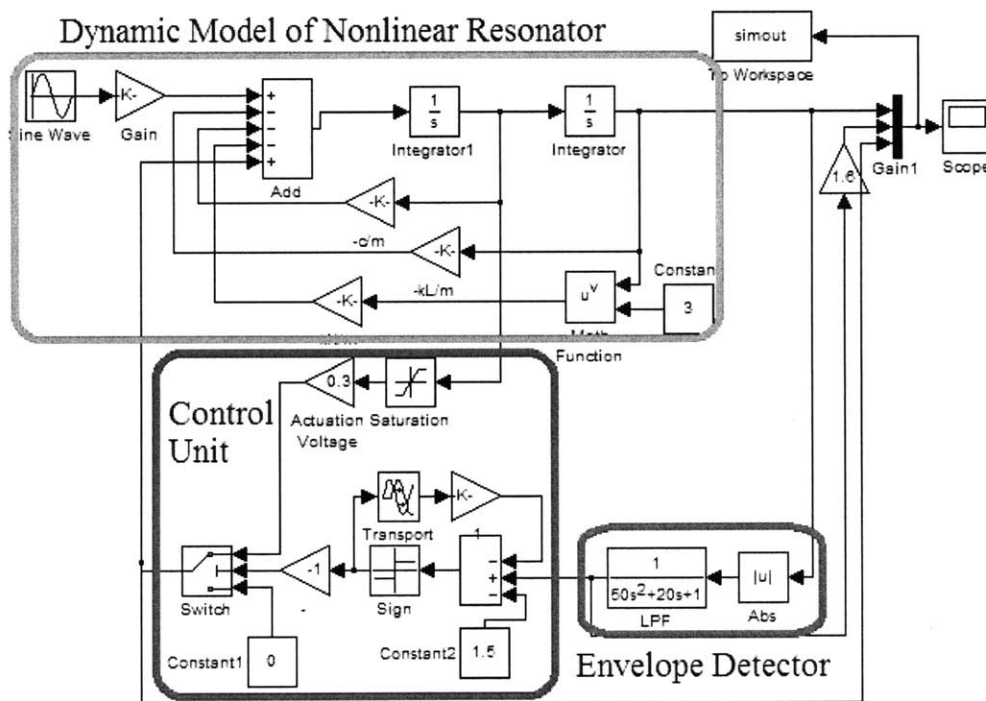 Dynamic Model of Nonlinear Resonator
simout
To Workspace
Sine Wave
K-
Gain
+
−
−
−
+
Add
1
s
Integrator1
1
s
Integrator
Gain1
Scope
1.6
-K-
-c/m
-K-
-kL/m
-K-
u^v
Math
Function
Constan
3
Control
Unit
0.3
Actuation
Voltage
Saturation
Transport
K-
1
Switch
-1
-
Sign
−
+
−
Constant1
0
Constant2
1.5
1
50s²+20s+1
LPF
|u|
Abs
Envelope Detector